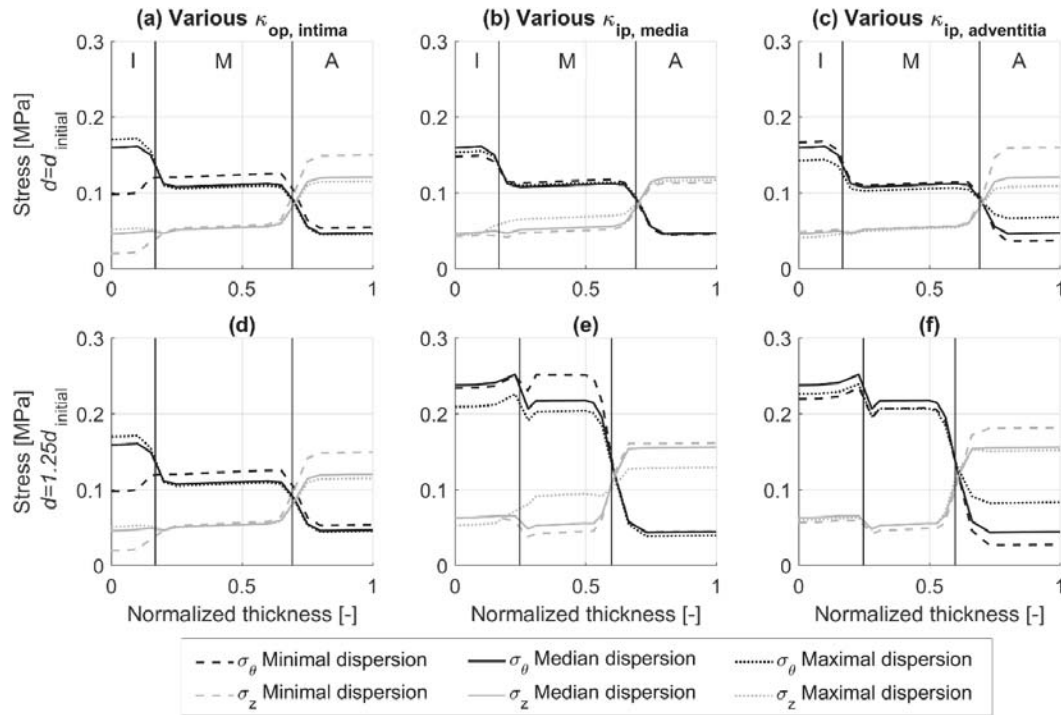 (a) Various κop, intima
(b) Various κip, media
(c) Various κip, adventitia
Stress [MPa]
d=dinitial
0.3
0.2
0.1
0
I M A
I M A
I M A
0 0.5 1
0 0.5 1
0 0.5 1
(d)
(e)
(f)
Stress [MPa]
d=1.25dinitial
0.3
0.2
0.1
0
0 0.5 1
0 0.5 1
0 0.5 1
Normalized thickness [-]
Normalized thickness [-]
Normalized thickness [-]
σθ Minimal dispersion
σθ Median dispersion
σθ Maximal dispersion
σz Minimal dispersion
σz Median dispersion
σz Maximal dispersion